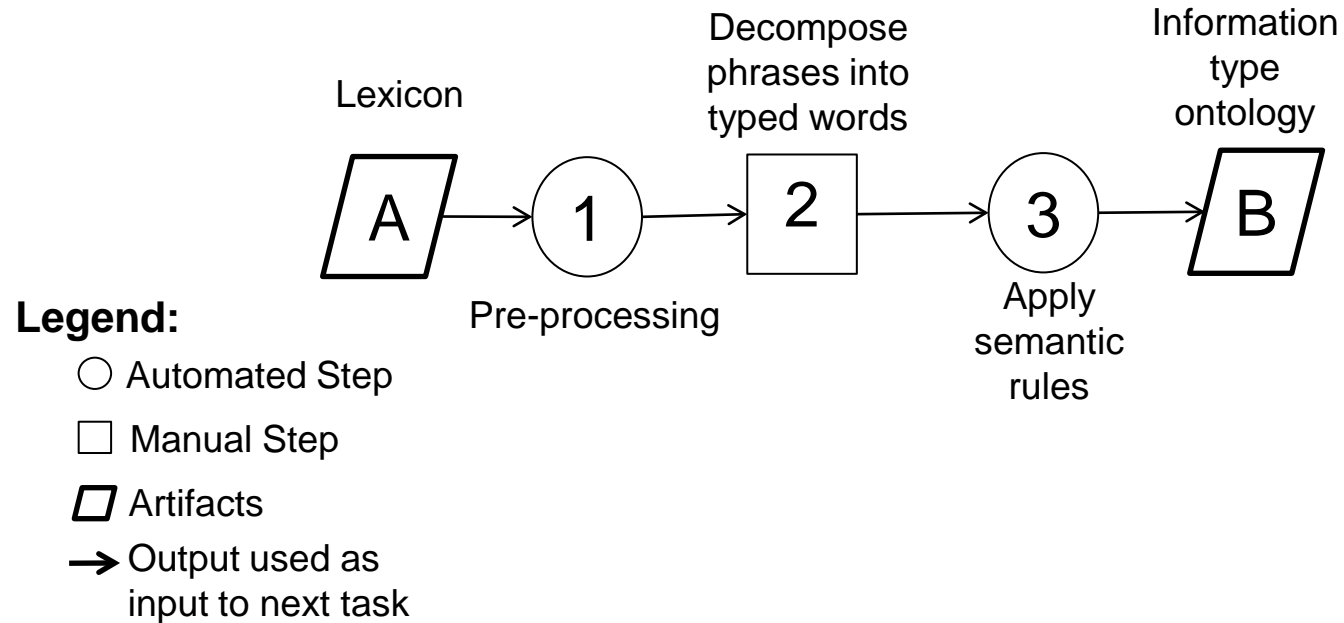 Lexicon
Decompose
phrases into
typed words
Information
type
ontology
A
1
2
3
B
Pre-processing
Apply
semantic
rules
Legend:
Automated Step
Manual Step
Artifacts
Output used as
input to next task